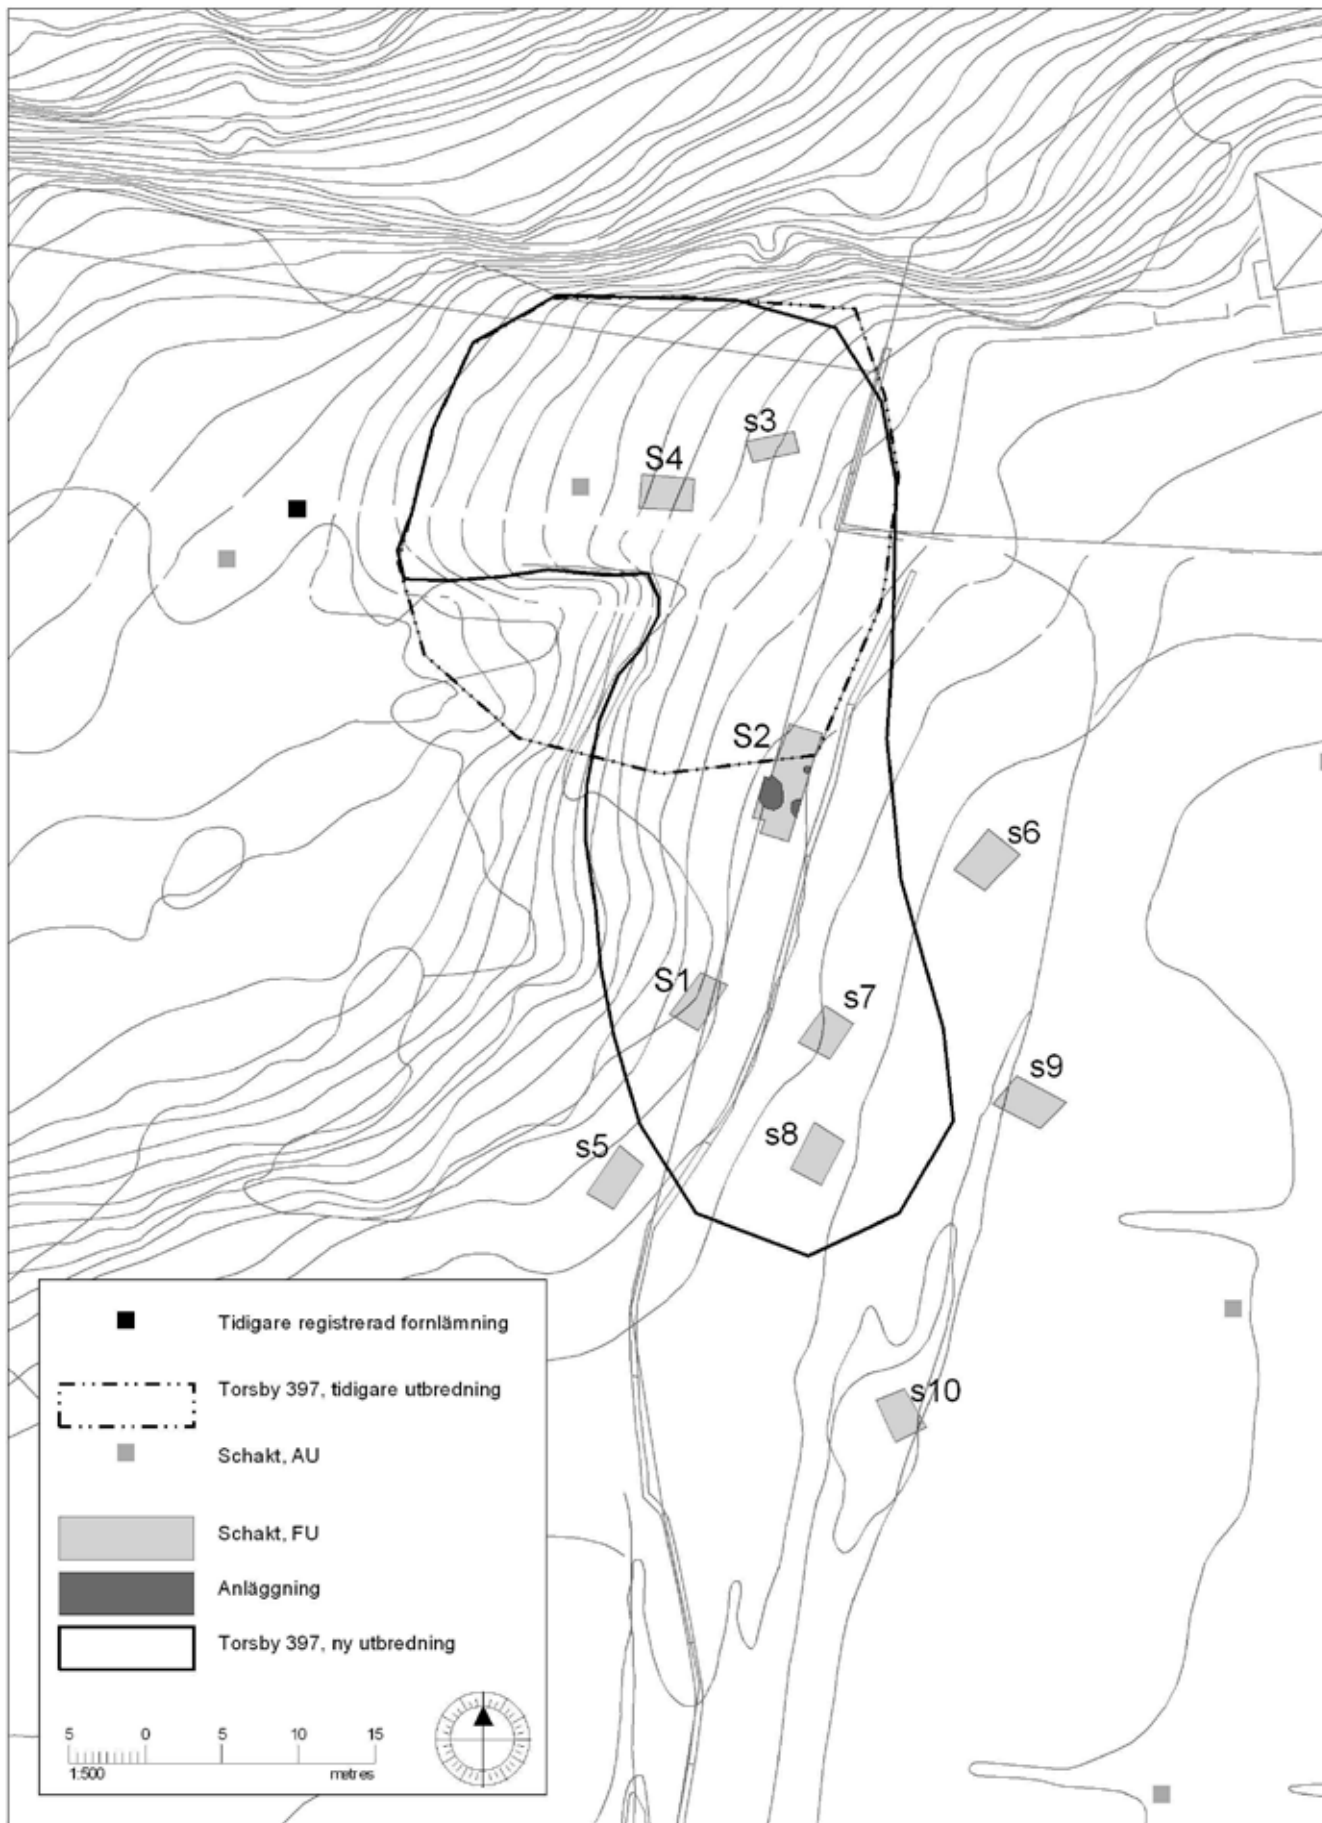 s3
S4
S2
s6
S1
s7
s9
s8
s5
s10
Tidigare registrerad fornlämning
Torsby 397, tidigare utbredning
Schakt, AU
Schakt, FU
Anläggning
Torsby 397, ny utbredning
5 0 5 10 15
1:500 metres